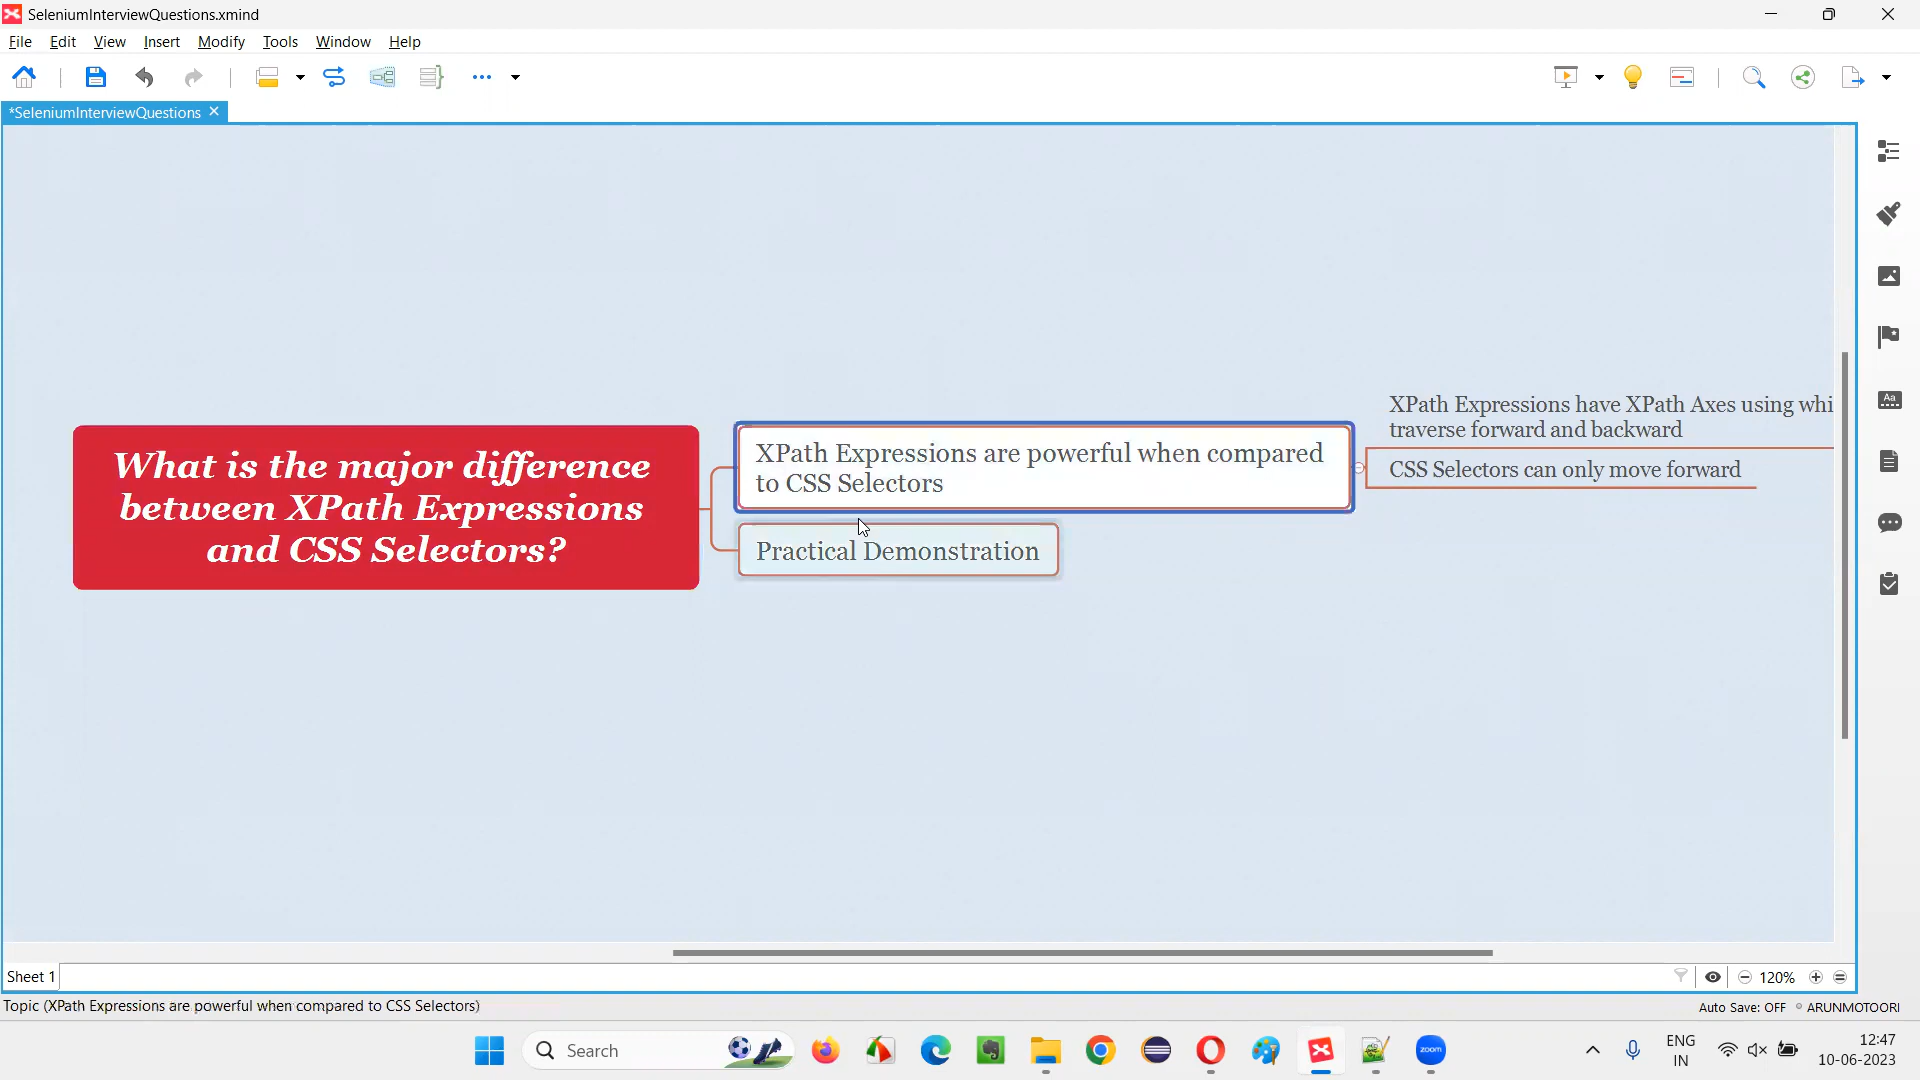 SeleniumInterviewQuestions.xmind
File Edit View Insert Modify Tools Window Help
*SeleniumInterviewQuestions
What is the major difference
between XPath Expressions
and CSS Selectors?
XPath Expressions are powerful when compared
to CSS Selectors
Practical Demonstration
XPath Expressions have XPath Axes using whi
traverse forward and backward
CSS Selectors can only move forward
Aa
Sheet 1
120%
Topic (XPath Expressions are powerful when compared to CSS Selectors)
Auto Save: OFF
ARUNMOTOORI
Search
zoom
ENG
IN
12:47
10-06-2023